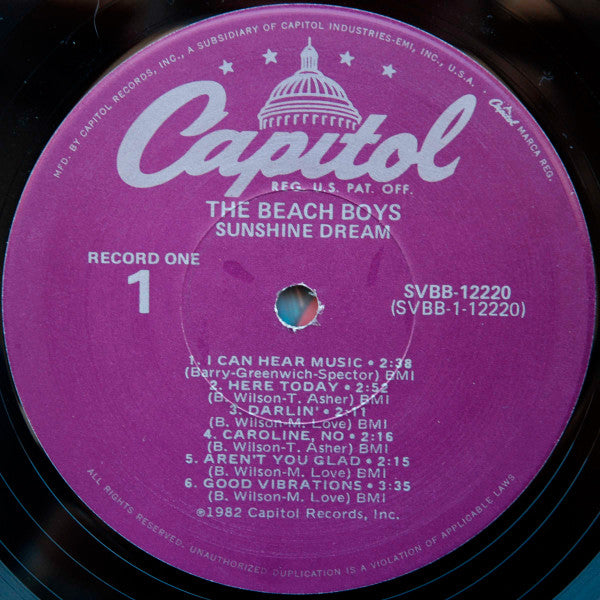 MFD. BY CAPITOL RECORDS, INC., A SUBSIDIARY OF CAPITOL INDUSTRIES-EMI, INC., U.S.A. • Capitol MARCA REG.
Capitol
REG. U.S. PAT. OFF.
THE BEACH BOYS
SUNSHINE DREAM
RECORD ONE
1
SVBB-12220
(SVBB-1-12220)
1. I CAN HEAR MUSIC • 2:38
(Barry-Greenwich-Spector) BMI
2. HERE TODAY • 2:52
(B. Wilson-T. Asher) BMI
3. DARLIN' • 2:11
(B. Wilson-M. Love) BMI
4. CAROLINE, NO • 2:16
(B. Wilson-T. Asher) BMI
5. AREN'T YOU GLAD • 2:15
(B. Wilson-M. Love) BMI
6. GOOD VIBRATIONS • 3:35
(B. Wilson-M. Love) BMI
©1982 Capitol Records, Inc.
ALL RIGHTS RESERVED. UNAUTHORIZED DUPLICATION IS A VIOLATION OF APPLICABLE LAWS